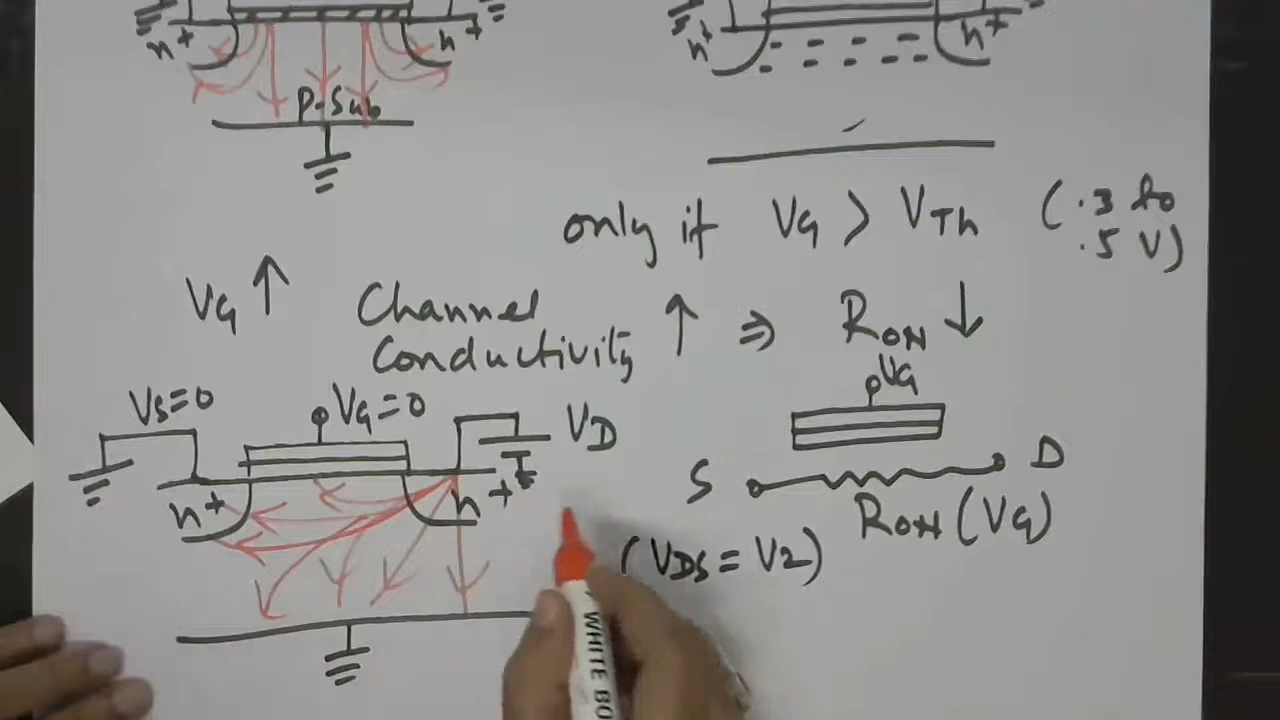 n+ n+
P-Sub
n+ n+
only if VG > VTh (.3 to .5 V)
VG ↑ Channel Conductivity ↑ ⇒ RON ↓
VS=0 VG=0 VD
n+ n+
VG
S D
RON (VG)
(VDS = V2)
WHITE BO